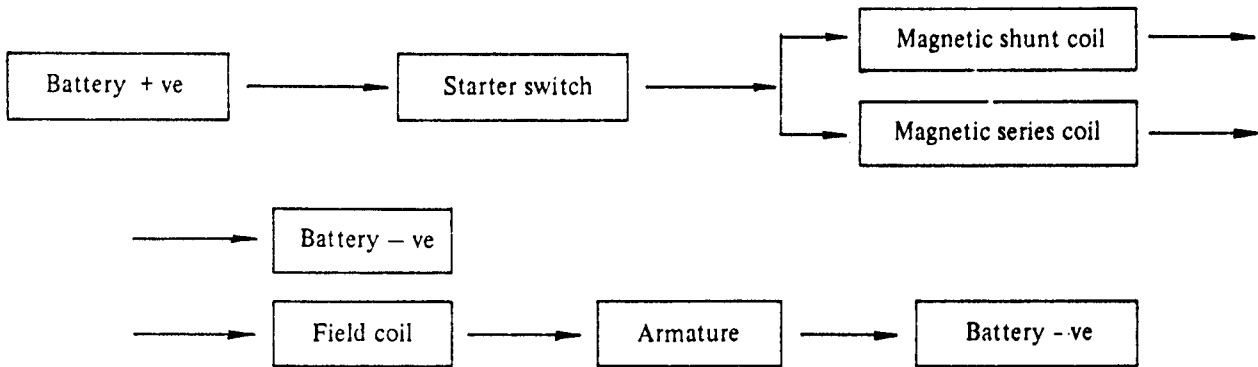 Battery + ve
Starter switch
Magnetic shunt coil
Magnetic series coil
Battery – ve
Field coil
Armature
Battery - ve